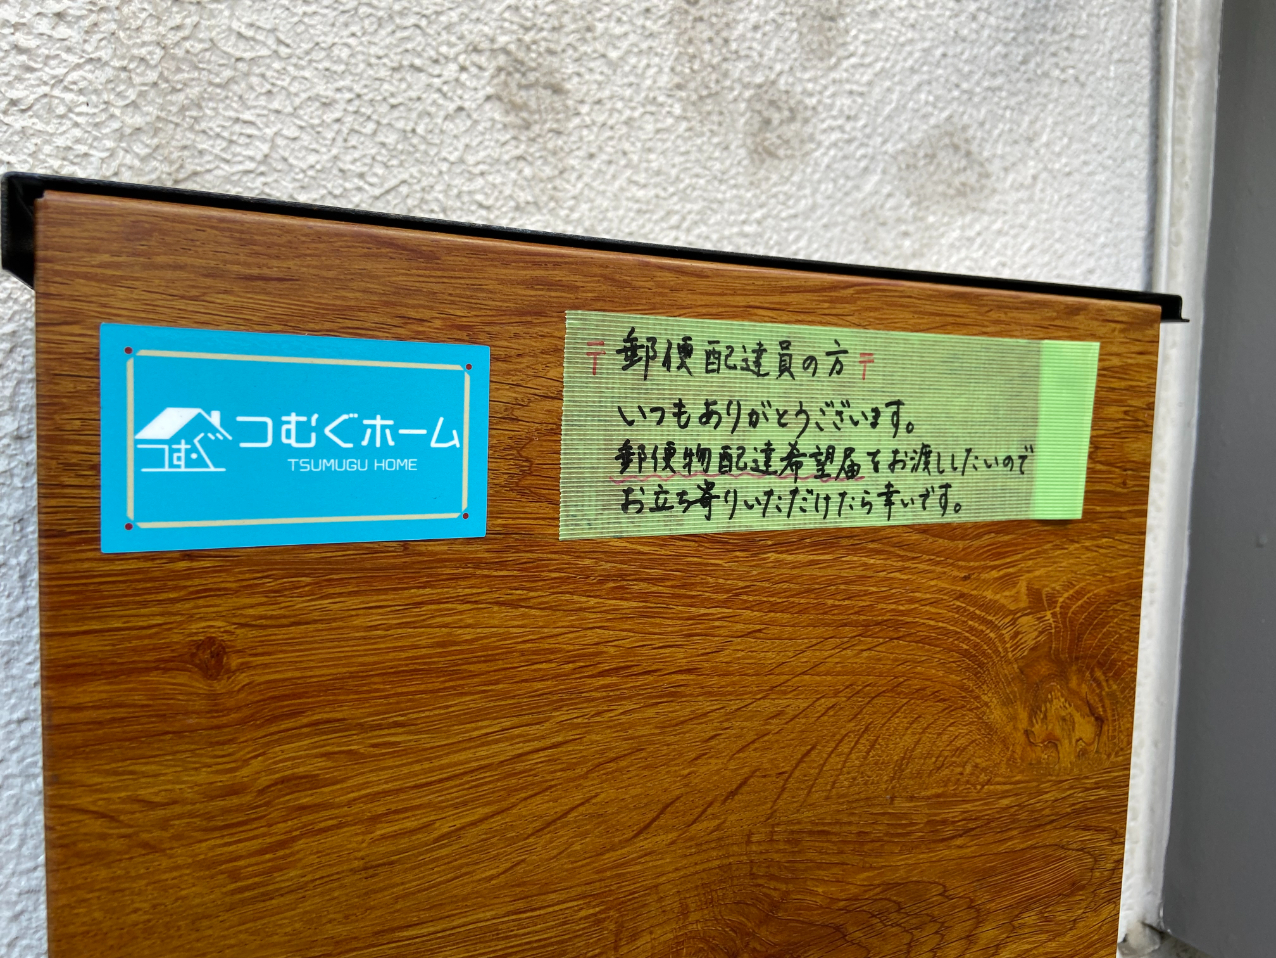 つむぐ
つむぐホーム
TSUMUGU HOME
〒郵便配達員の方〒
いつもありがとうございます。
郵便物配達希望届をお渡ししたいので
お立ち寄りいただけたら幸いです。